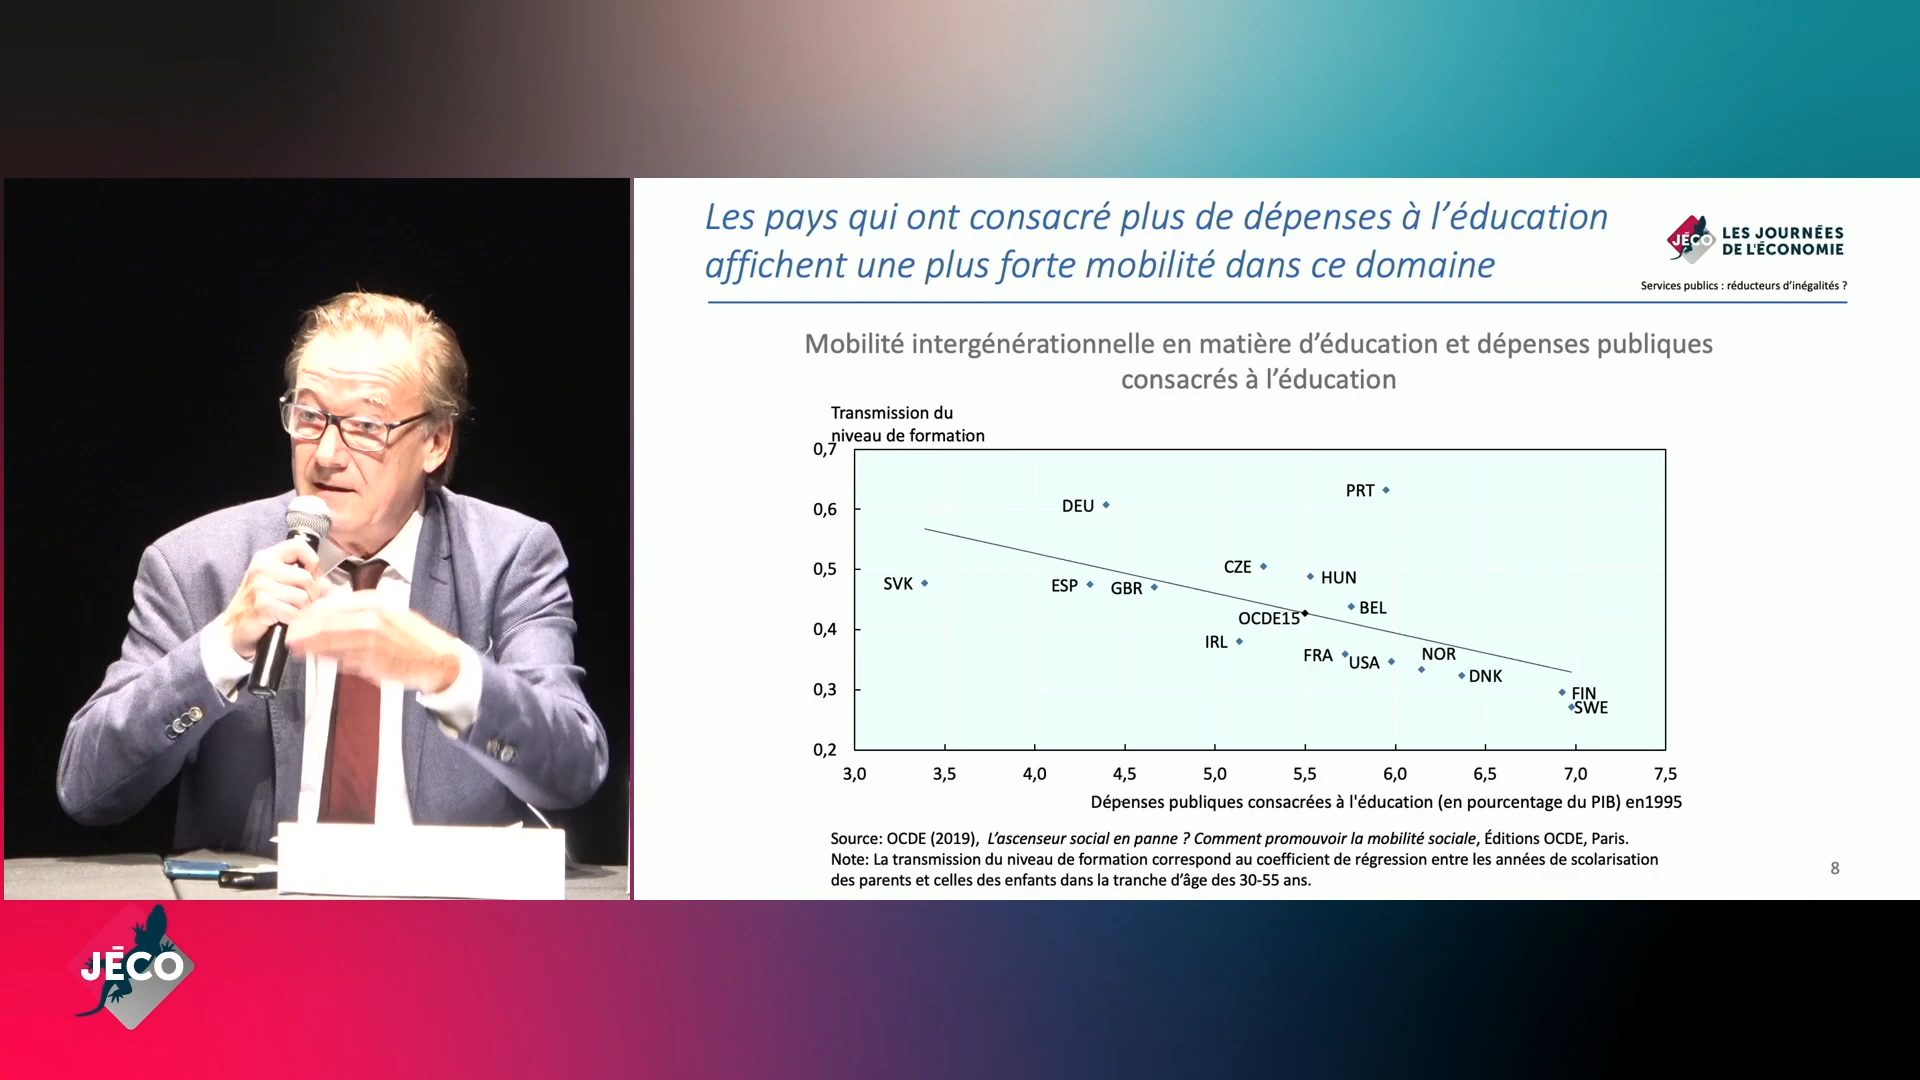 Les pays qui ont consacré plus de dépenses à l’éducation
affichent une plus forte mobilité dans ce domaine
JĒCO
LES JOURNÉES
DE L'ÉCONOMIE
Services publics : réducteurs d’inégalités ?
Mobilité intergénérationnelle en matière d’éducation et dépenses publiques
consacrés à l’éducation
Transmission du
niveau de formation
0,7
0,6
0,5
0,4
0,3
0,2
PRT
DEU
CZE
HUN
SVK
ESP
GBR
BEL
OCDE15
IRL
FRA
USA
NOR
DNK
FIN
SWE
3,0 3,5 4,0 4,5 5,0 5,5 6,0 6,5 7,0 7,5
Dépenses publiques consacrées à l'éducation (en pourcentage du PIB) en1995
Source: OCDE (2019), L’ascenseur social en panne ? Comment promouvoir la mobilité sociale, Éditions OCDE, Paris.
Note: La transmission du niveau de formation correspond au coefficient de régression entre les années de scolarisation
des parents et celles des enfants dans la tranche d’âge des 30-55 ans.
8
JĒCO